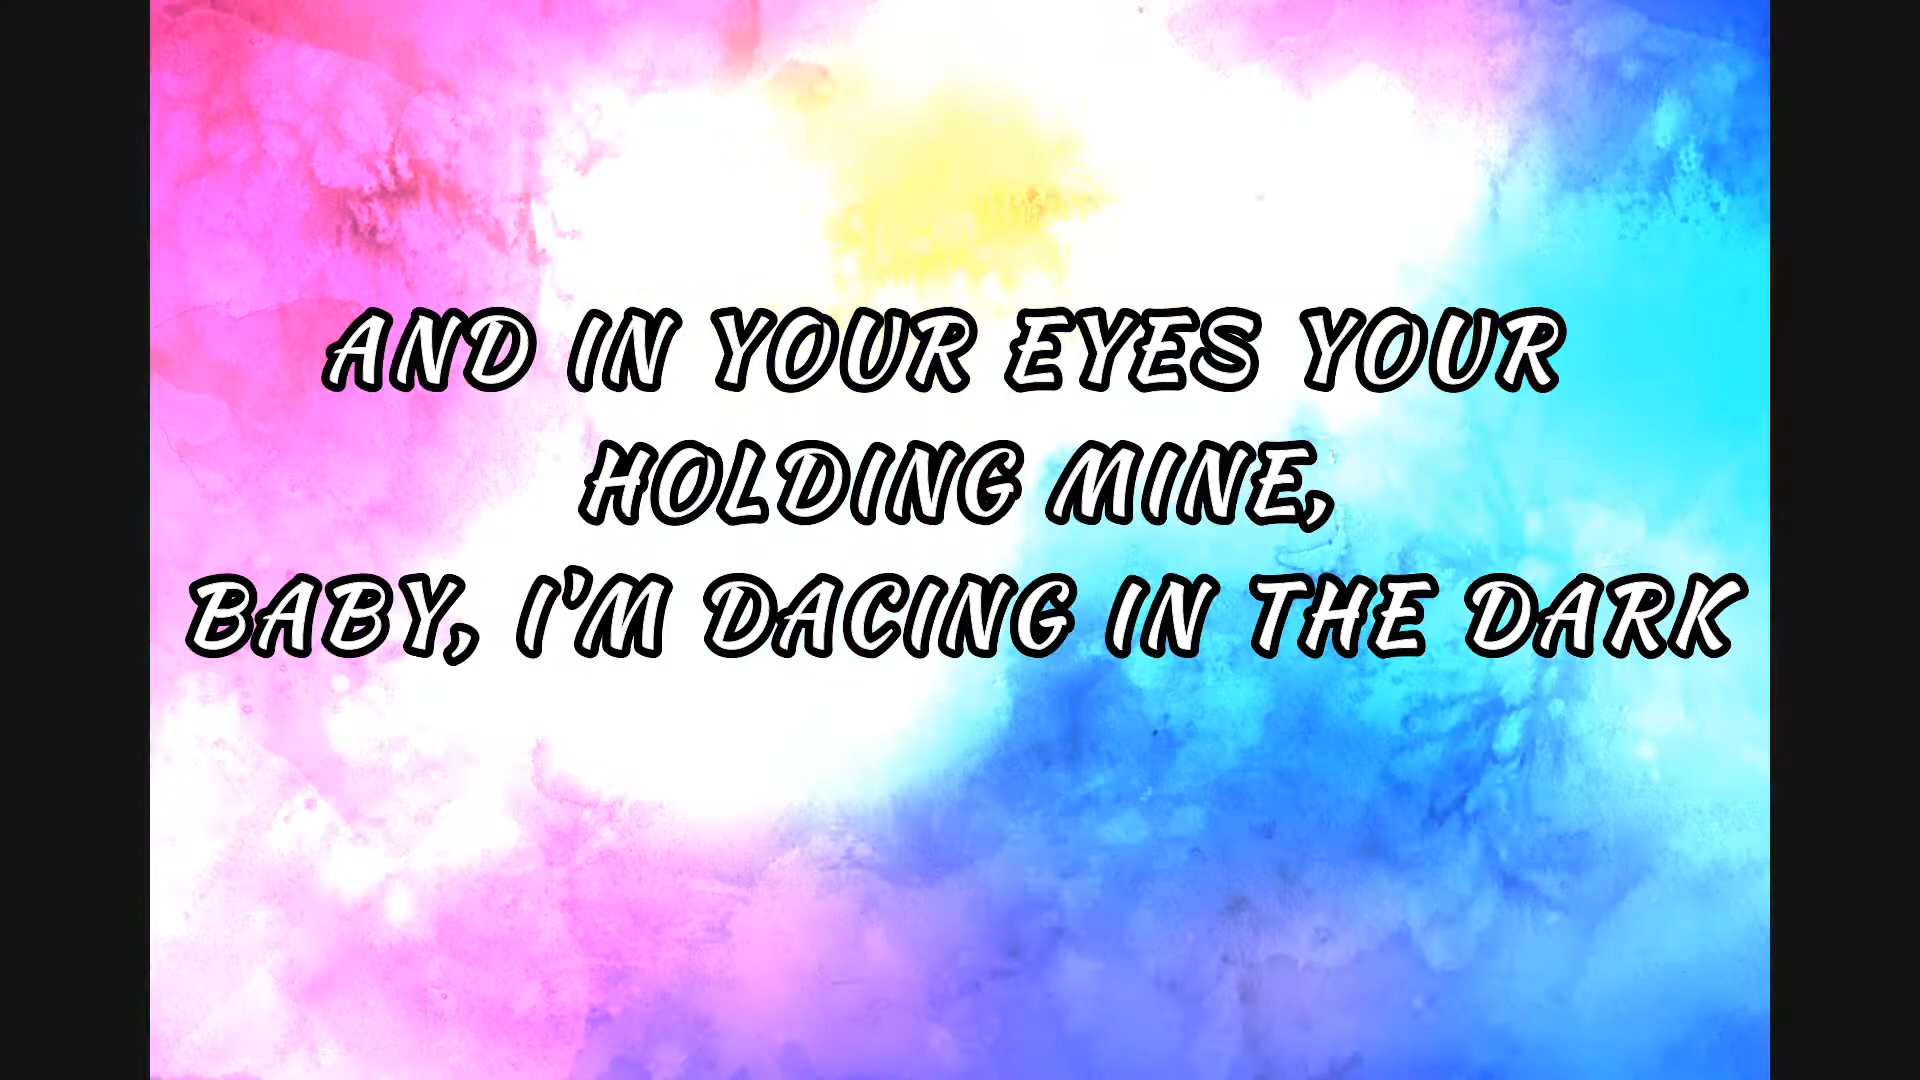 AND IN YOUR EYES YOUR
HOLDING MINE,
BABY, I'M DACING IN THE DARK